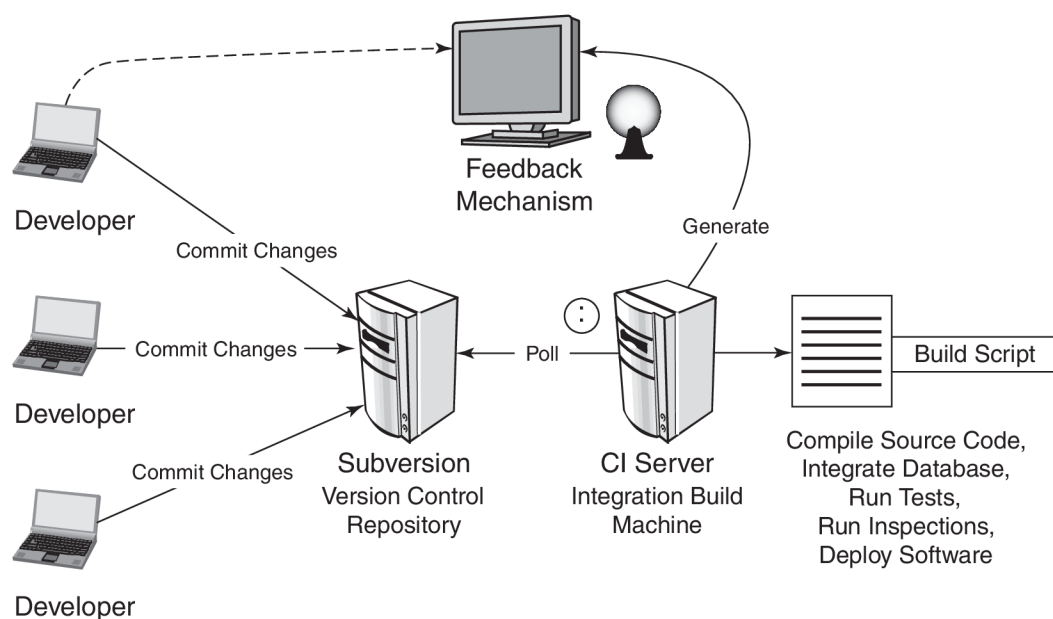 Feedback
Mechanism
Developer
Commit Changes
Generate
Developer
Commit Changes
Poll
Build Script
Developer
Commit Changes
Subversion
Version Control
Repository
CI Server
Integration Build
Machine
Compile Source Code,
Integrate Database,
Run Tests,
Run Inspections,
Deploy Software